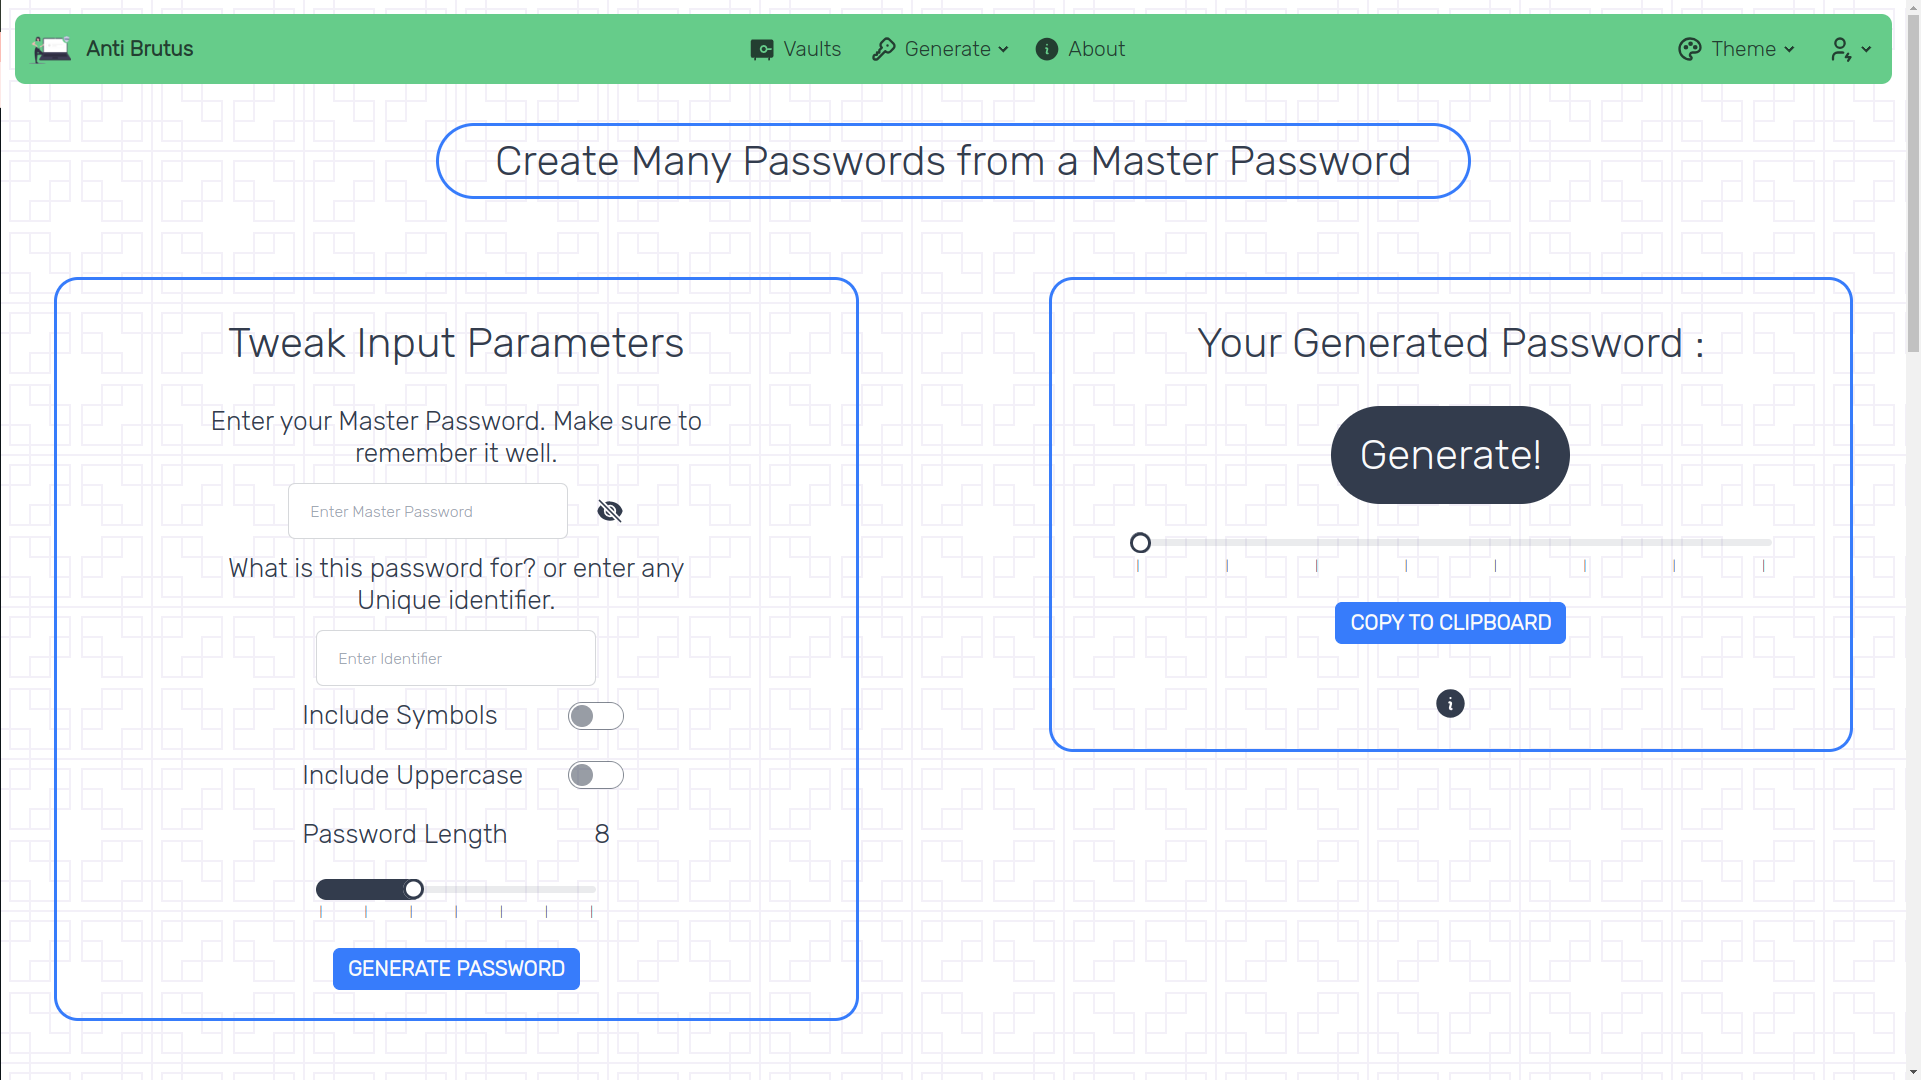 Anti Brutus
Vaults
Generate
About
Theme
Create Many Passwords from a Master Password
Tweak Input Parameters
Enter your Master Password. Make sure to
remember it well.
Enter Master Password
What is this password for? or enter any
Unique identifier.
Enter Identifier
Include Symbols
Include Uppercase
Password Length 8
GENERATE PASSWORD
Your Generated Password :
Generate!
COPY TO CLIPBOARD